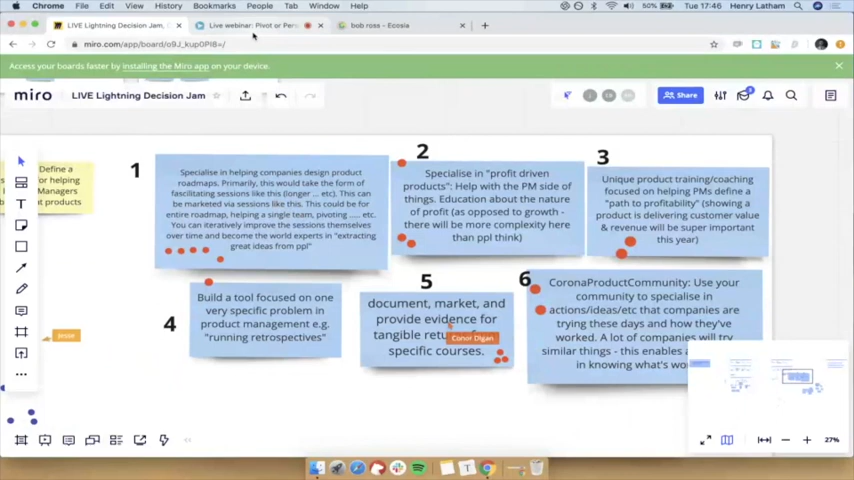 Chrome File Edit View History Bookmarks People Tab Window Help 50% Tue 17:46 Henry Latham
LIVE Lightning Decision Jam, Live webinar: Pivot or Pers bob ross - Ecosia
miro.com/app/board/o9J_kup0PI8=/
Access your boards faster by installing the Miro app on your device.
miro LIVE Lightning Decision Jam Share
Define a
for helping
Managers
nt products
1
Specialise in helping companies design product
roadmaps. Primarily, this would take the form of
fascilitating sessions like this (longer ... etc). This can
be marketed via sessions like this. This could be for
entire roadmap, helping a single team, pivoting ..... etc.
You can iteratively improve the sessions themselves
over time and become the world experts in "extracting
great ideas from ppl"
2
Specialise in "profit driven
products": Help with the PM side of
things. Education about the nature
of profit (as opposed to growth -
there will be more complexity here
than ppl think)
3
Unique product training/coaching
focused on helping PMs define a
"path to profitability" (showing a
product is delivering customer value
& revenue will be super important
this year)
4
Build a tool focused on one
very specific problem in
product management e.g.
"running retrospectives"
5
document, market, and
provide evidence for
tangible retu
specific courses.
Conor Digan
6
CoronaProductCommunity: Use your
community to specialise in
actions/ideas/etc that companies are
trying these days and how they've
worked. A lot of companies will try
similar things - this enables a
in knowing what's wo
Jesse
27%